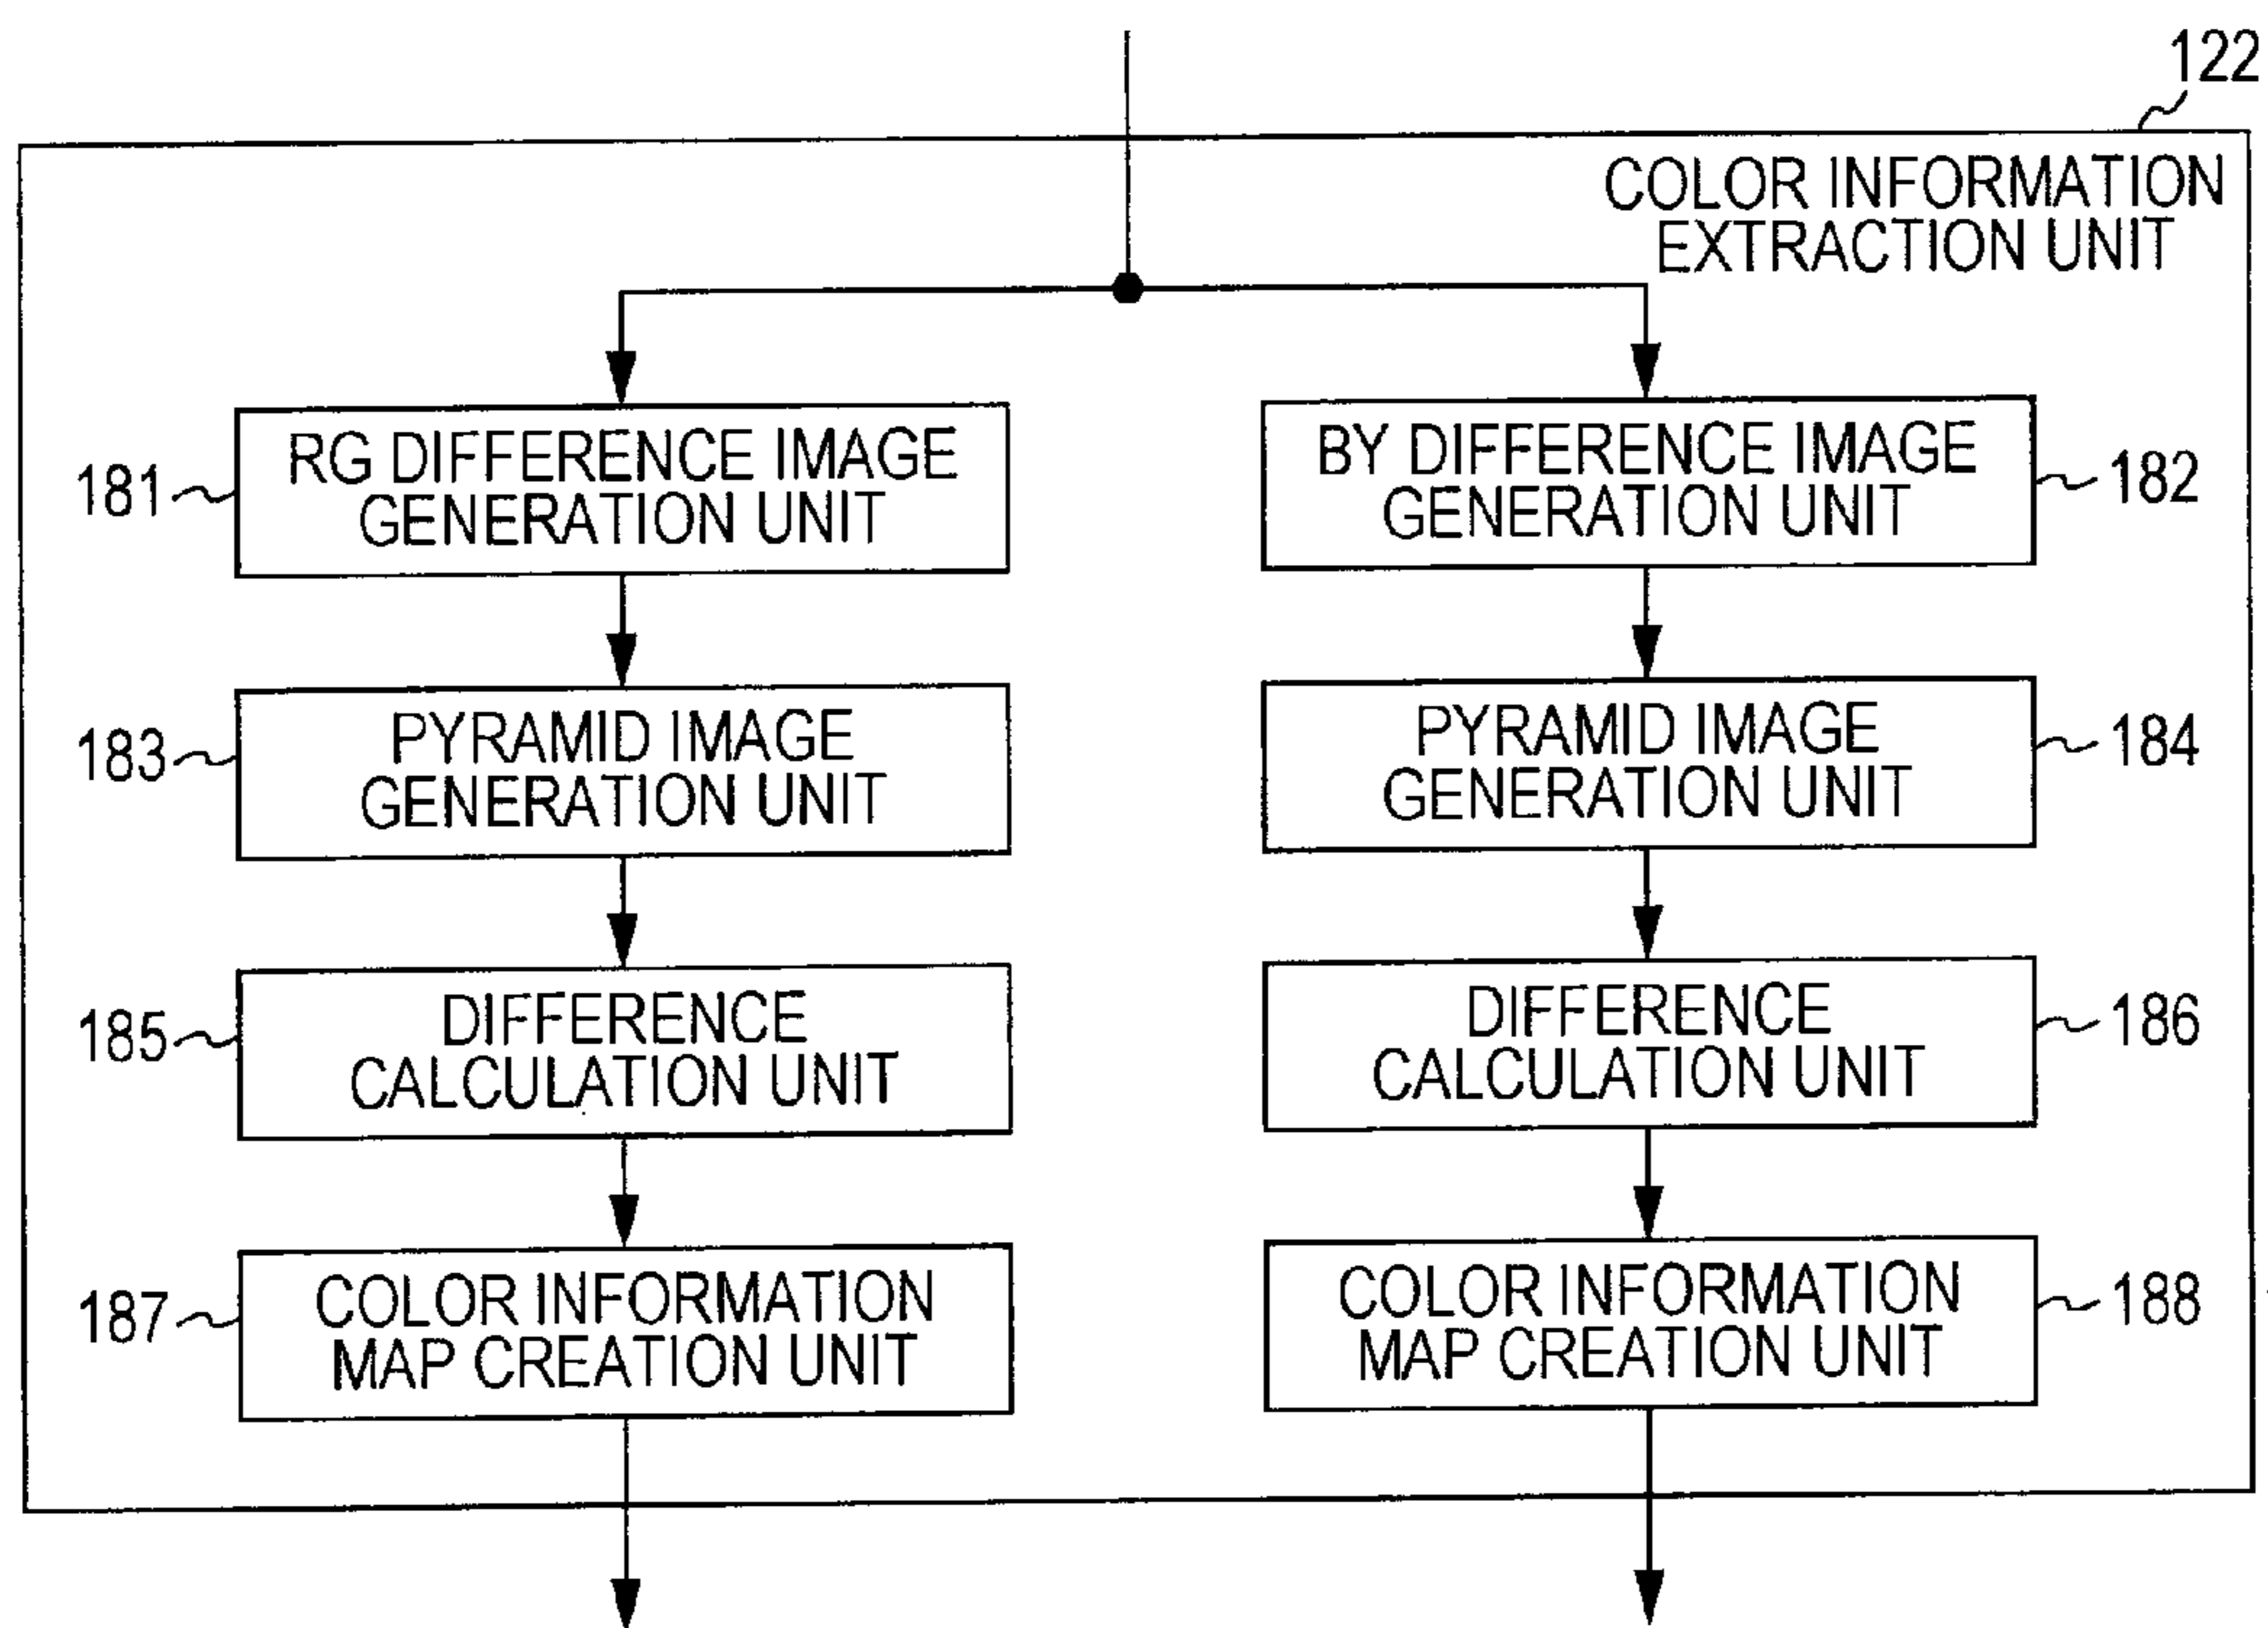 122
COLOR INFORMATION
EXTRACTION UNIT
181
RG DIFFERENCE IMAGE
GENERATION UNIT
BY DIFFERENCE IMAGE
GENERATION UNIT
182
183
PYRAMID IMAGE
GENERATION UNIT
PYRAMID IMAGE
GENERATION UNIT
184
185
DIFFERENCE
CALCULATION UNIT
DIFFERENCE
CALCULATION UNIT
186
187
COLOR INFORMATION
MAP CREATION UNIT
COLOR INFORMATION
MAP CREATION UNIT
188